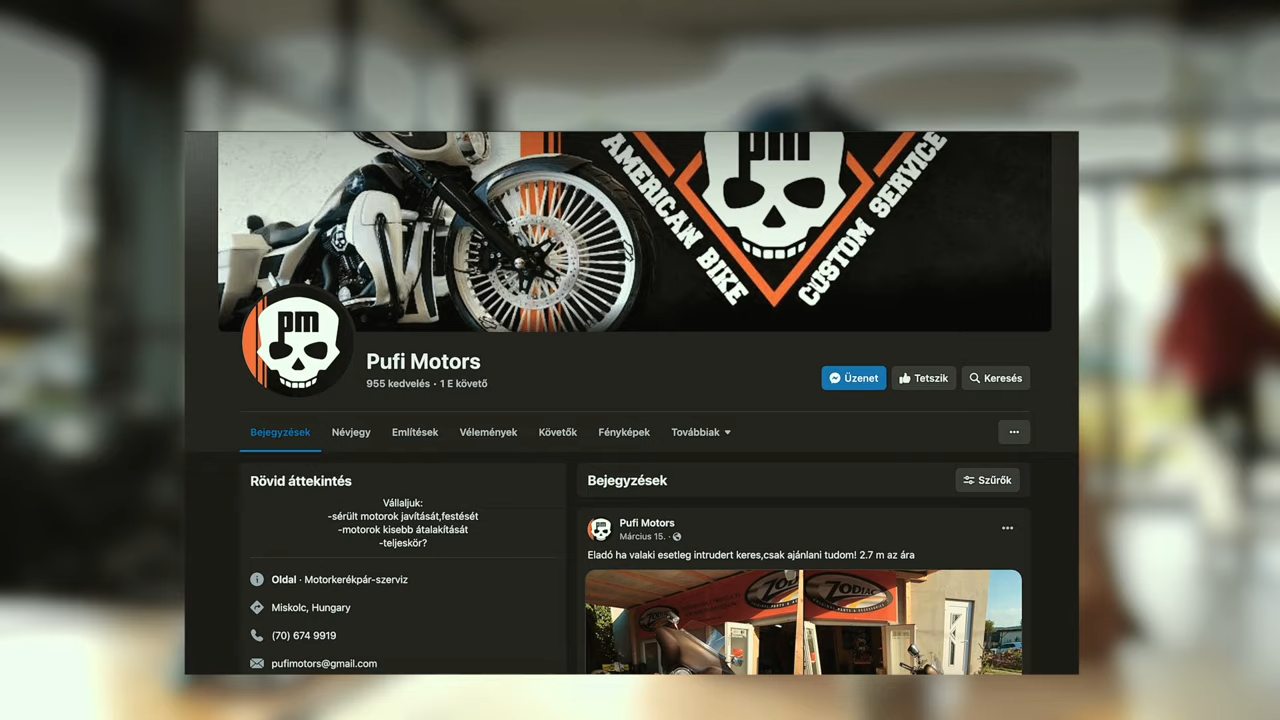 pm
AMERICAN BIKE
CUSTOM SERVICE
pm
Pufi Motors
955 kedvelés • 1 E követő
Üzenet
Tetszik
Keresés
Bejegyzések
Névjegy
Említések
Vélemények
Követők
Fényképek
Továbbiak
Rövid áttekintés
Vállaljuk:
-sérült motorok javítását,festését
-motorok kisebb átalakítását
-teljeskör?
Oldal · Motorkerékpár-szerviz
Miskolc, Hungary
(70) 674 9919
pufimotors@gmail.com
Bejegyzések
Szűrők
pm
Pufi Motors
Március 15. ·
Eladó ha valaki esetleg intrudert keres,csak ajánlani tudom! 2.7 m az ára
ZODIAC
ZODIAC